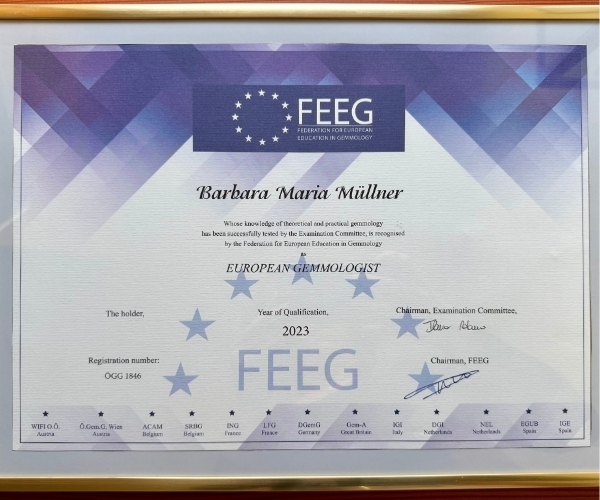 FEEG
FEDERATION FOR EUROPEAN
EDUCATION IN GEMMOLOGY
Barbara Maria Müllner
Whose knowledge of theoretical and practical gemmology
has been successfully tested by the Examination Committee, is recognised
by the Federation for European Education in Gemmology
as
EUROPEAN GEMMOLOGIST
The holder,
Year of Qualification,
2023
Chairman, Examination Committee,
Registration number:
ÖGG 1846
FEEG
Chairman, FEEG
WIFI O.Ö. Ö.Gem.G, Wien ACAM SRBG ING LFG DGemG Gem-A IGI DGI NEL EGUB IGE
Austria Austria Belgium Belgium France France Germany Great Britain Italy Netherlands Netherlands Spain Spain